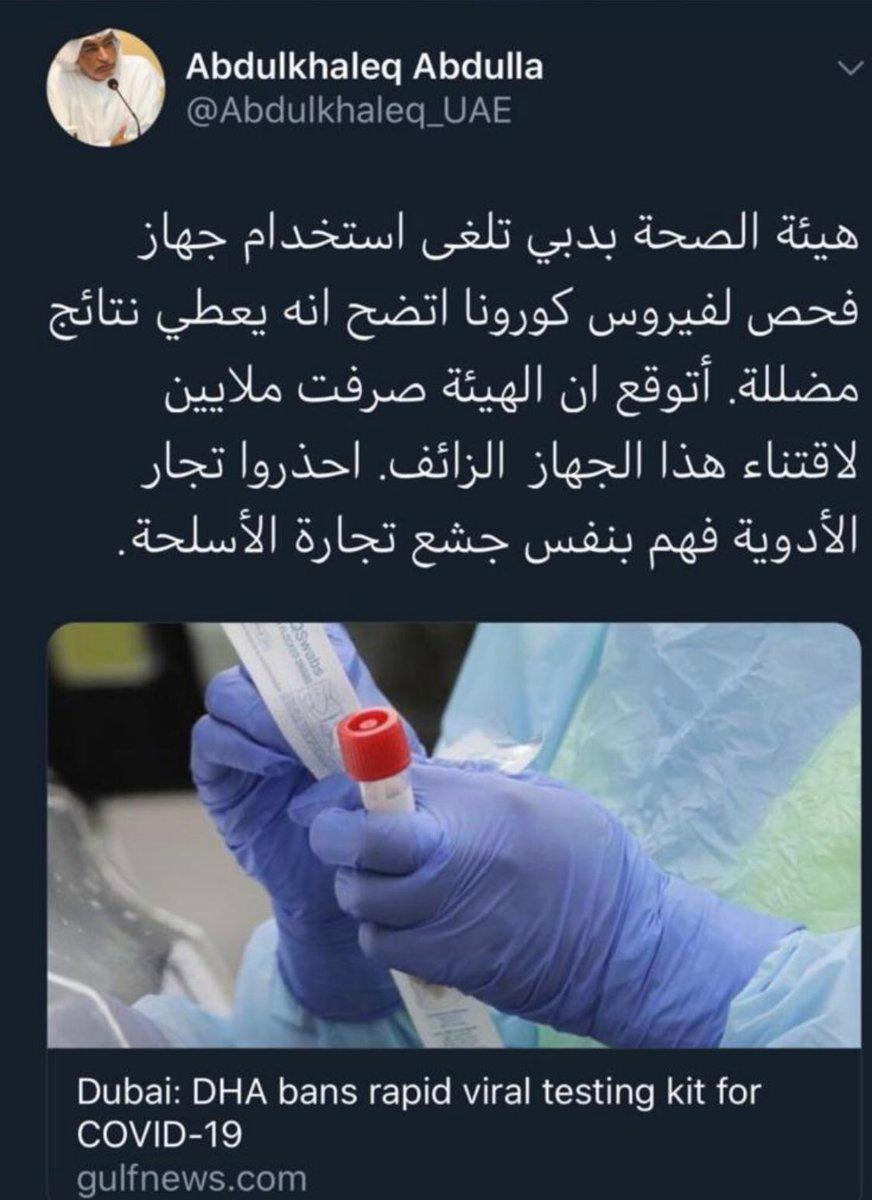 Abdulkhaleq Abdulla
@Abdulkhaleq_UAE
هيئة الصحة بدبي تلغى استخدام جهاز
فحص لفيروس كورونا اتضح انه يعطي نتائج
مضللة. أتوقع ان الهيئة صرفت ملايين
لاقتناء هذا الجهاز الزائف. احذروا تجار
الأدوية فهم بنفس جشع تجارة الأسلحة.
Swabs
Dubai: DHA bans rapid viral testing kit for
COVID-19
gulfnews.com